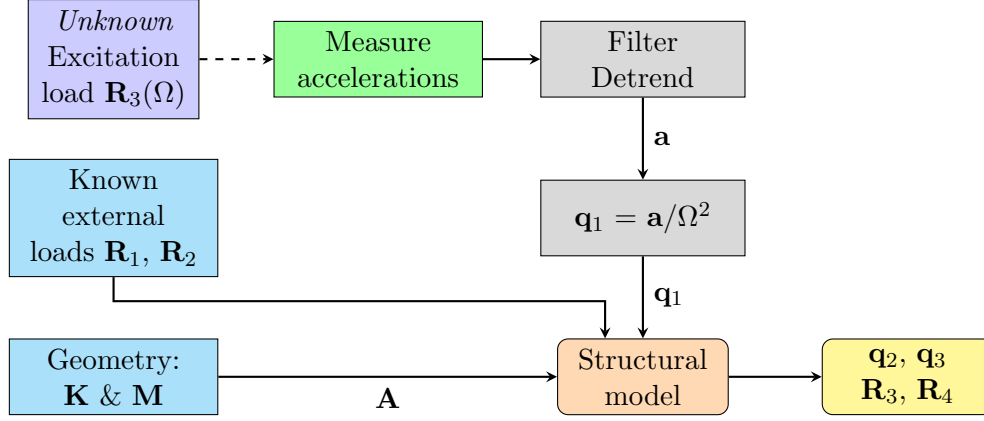 Unknown
Excitation
load R₃(Ω)
Measure
accelerations
Filter
Detrend
a
Known
external
loads R₁, R₂
q₁ = a/Ω²
q₁
Geometry:
K & M
A
Structural
model
q₂, q₃
R₃, R₄